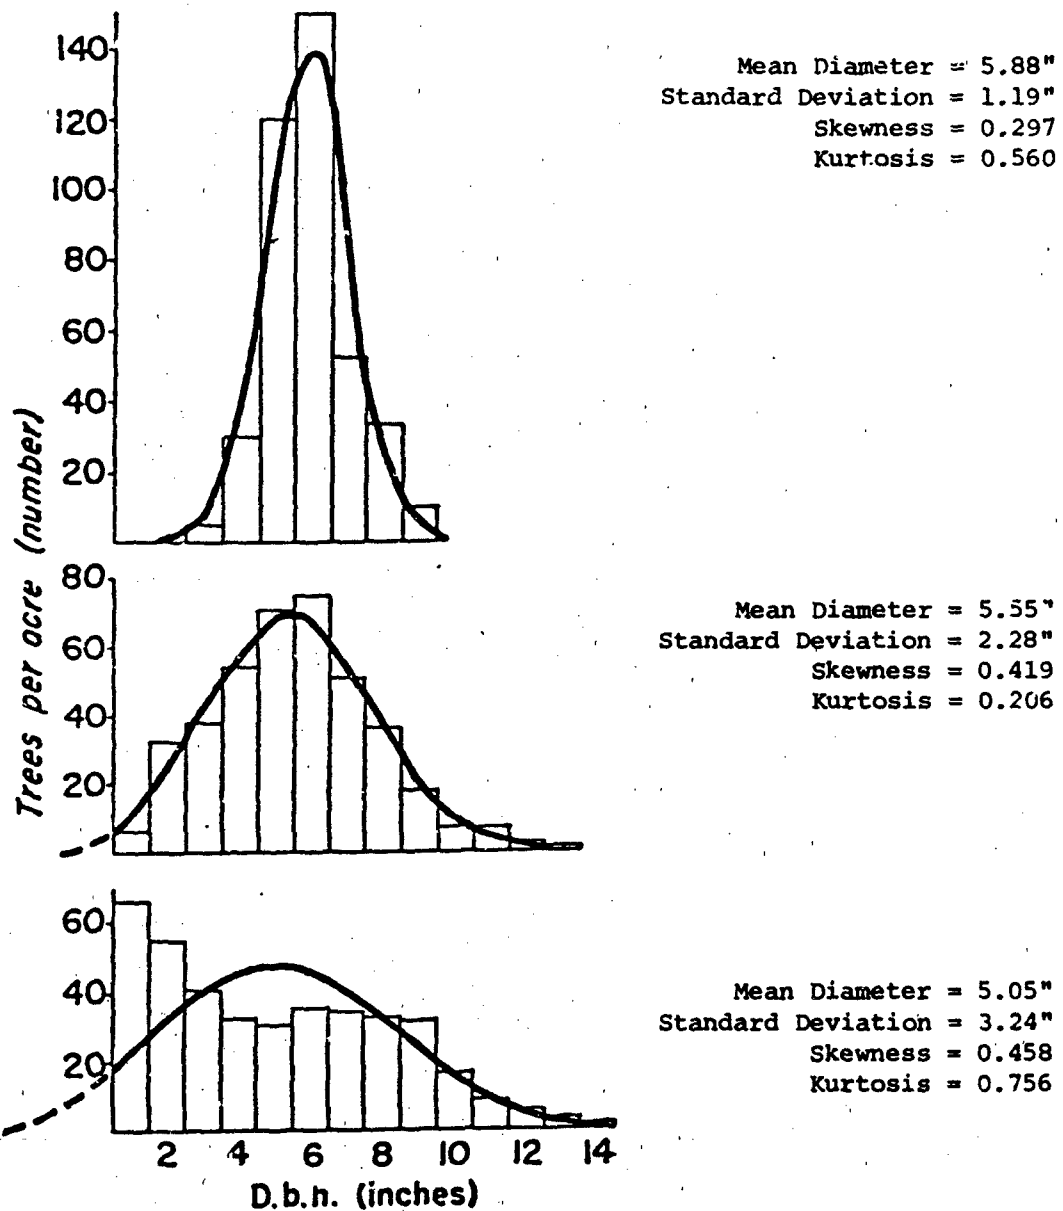 140
120
100
80
60
40
20
Mean Diameter = 5.88"
Standard Deviation = 1.19"
Skewness = 0.297
Kurtosis = 0.560
Trees per acre (number)
80
60
40
20
Mean Diameter = 5.55"
Standard Deviation = 2.28"
Skewness = 0.419
Kurtosis = 0.206
60
40
20
Mean Diameter = 5.05"
Standard Deviation = 3.24"
Skewness = 0.458
Kurtosis = 0.756
2 4 6 8 10 12 14
D.b.h. (inches)